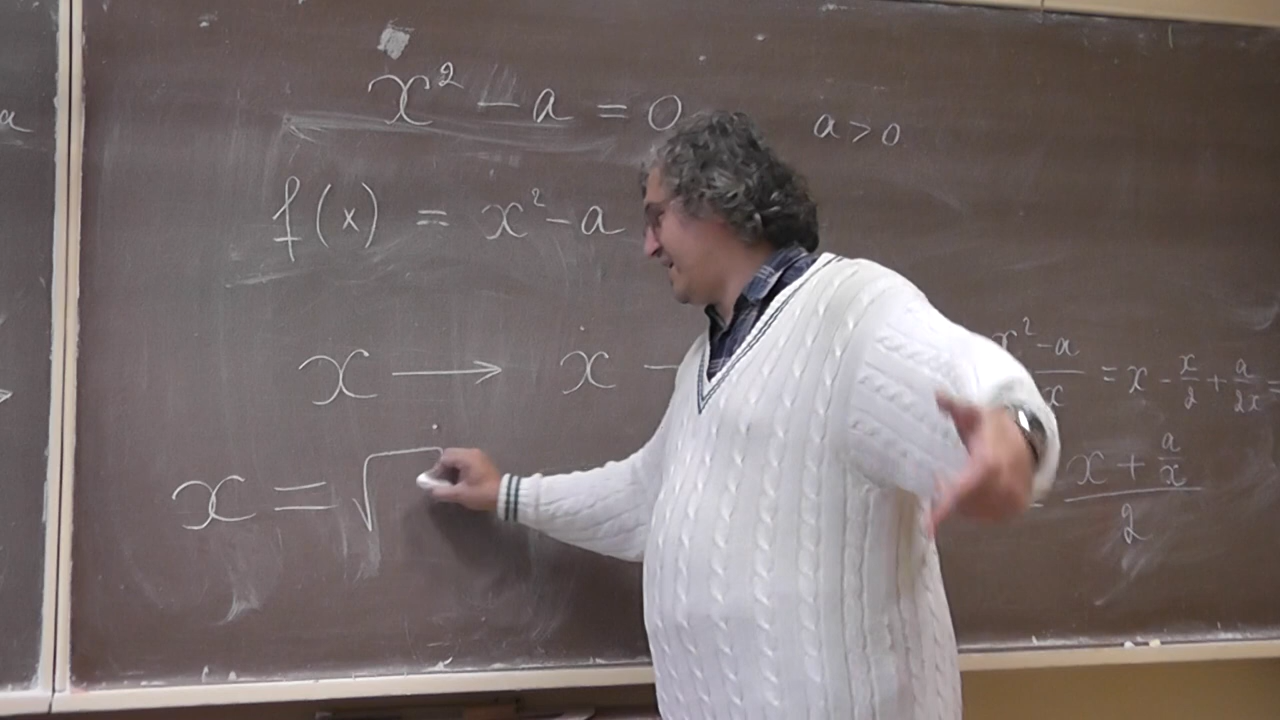 a
x² - a = 0
a > 0
f(x) = x² - a
x → x - x² - a / x = x - x/2 + a/2x =
x = √
= (x + a/x) / 2